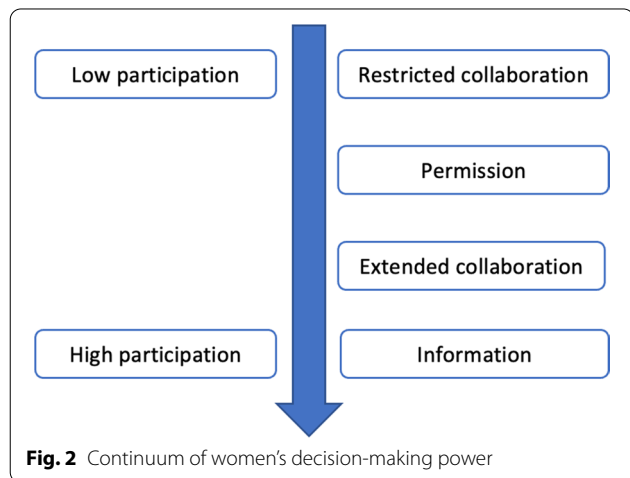 Low participation
Restricted collaboration
Permission
Extended collaboration
High participation
Information
Fig. 2 Continuum of women's decision-making power